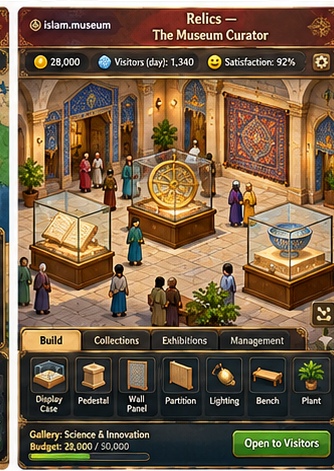 islam.museum
Relics —
The Museum Curator
28,000
Visitors (day): 1,340
Satisfaction: 92%
Build
Collections
Exhibitions
Management
Display
Case
Pedestal
Wall
Panel
Partition
Lighting
Bench
Plant
Gallery: Science & Innovation
Budget: 28,000 / 50,000
Open to Visitors